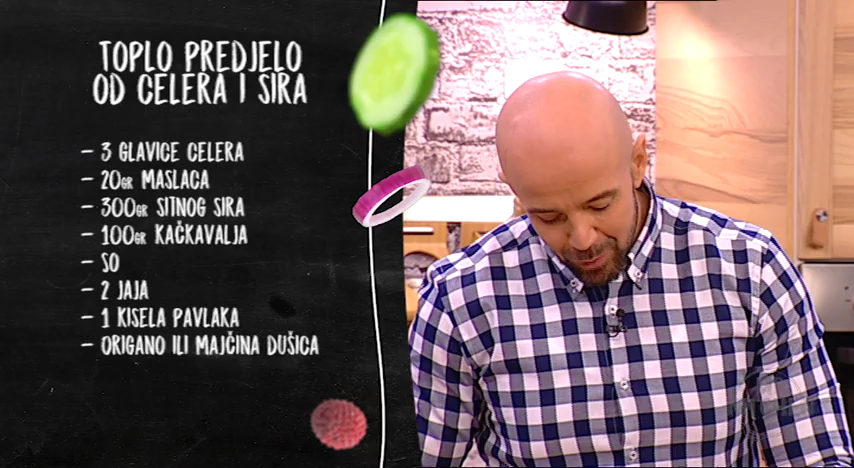 TOPLO PREDJELO
OD CELERA I SIRA
- 3 GLAVICE CELERA
- 20GR MASLACA
- 300GR SITNOG SIRA
- 100GR KAČKAVALJA
- SO
- 2 JAJA
- 1 KISELA PAVLAKA
- ORIGANO ILI MAJČINA DUŠICA